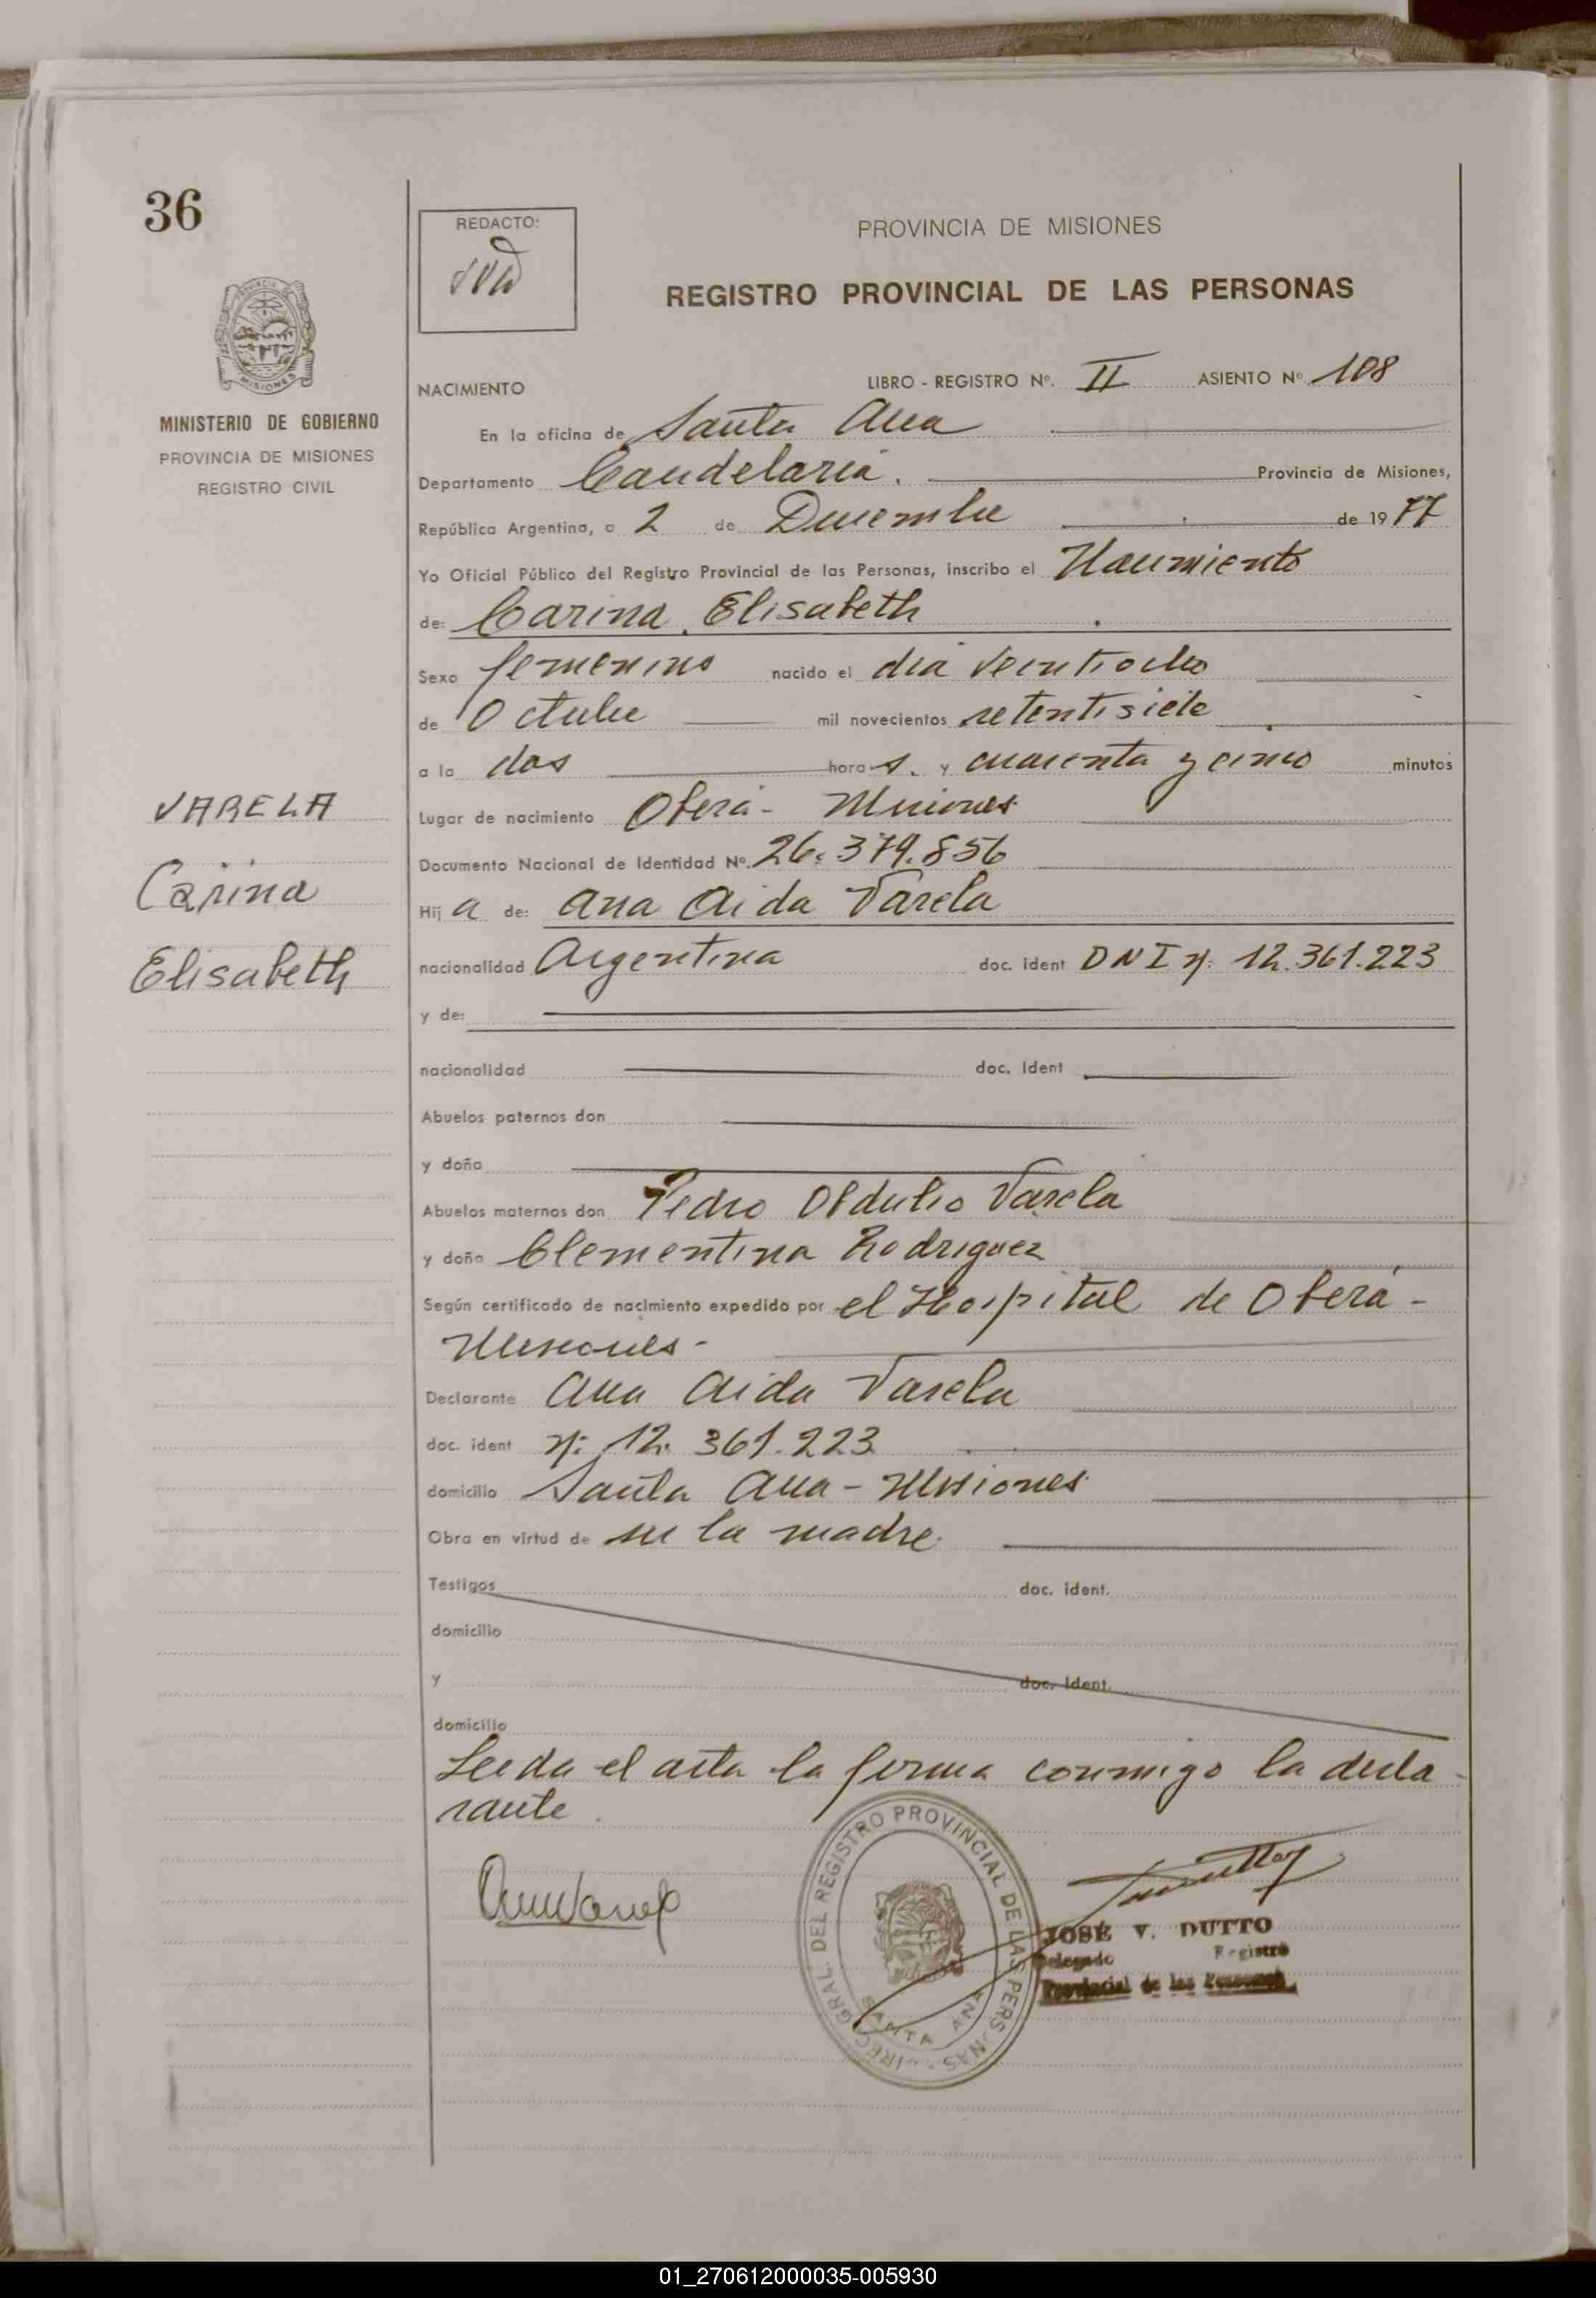 36
REDACTO:
PROVINCIA DE MISIONES
REGISTRO PROVINCIAL DE LAS PERSONAS
MISIONES
MINISTERIO DE GOBIERNO
PROVINCIA DE MISIONES
REGISTRO CIVIL
NACIMIENTO LIBRO - REGISTRO Nº. II ASIENTO Nº 108
En la oficina de Santa Ana
Departamento Candelaria. Provincia de Misiones,
República Argentina, a 2 de Diciembre de 1977
Yo Oficial Público del Registro Provincial de las Personas, inscribo el Nacimiento
de: Carina Elisabeth
Sexo femenino nacido el dia veintiocho
de Octubre mil novecientos setentisiete
a la dos hora s. y cuarenta y cinco minutos
VARELA
Carina
Elisabeth
Lugar de nacimiento Oberá - Misiones
Documento Nacional de Identidad Nº. 26.379.856
Hij a de: Ana Aida Varela
nacionalidad Argentina doc. ident DNI nº 12.361.223
y de:
nacionalidad doc. Ident
Abuelos paternos don
y doña
Abuelos maternos don Pedro Obdulio Varela
y doña Clementina Rodriguez
Según certificado de nacimiento expedido por el Hospital de Oberá -
Misiones -
Declarante Ana Aida Varela
doc. ident nº 12.361.223
domicilio Santa Ana - Misiones
Obra en virtud de ser la madre.
Testigos doc. ident.
domicilio
y doc. Ident.
domicilio
Leida el acta la firma conmigo la decla-
rante.
DIREC. GRAL. DEL REGISTRO PROVINCIAL DE LAS PERSONAS
SANTA ANA
JOSE V. DUTTO
Delegado Registro
Provincial de las Personas
01_270612000035-005930